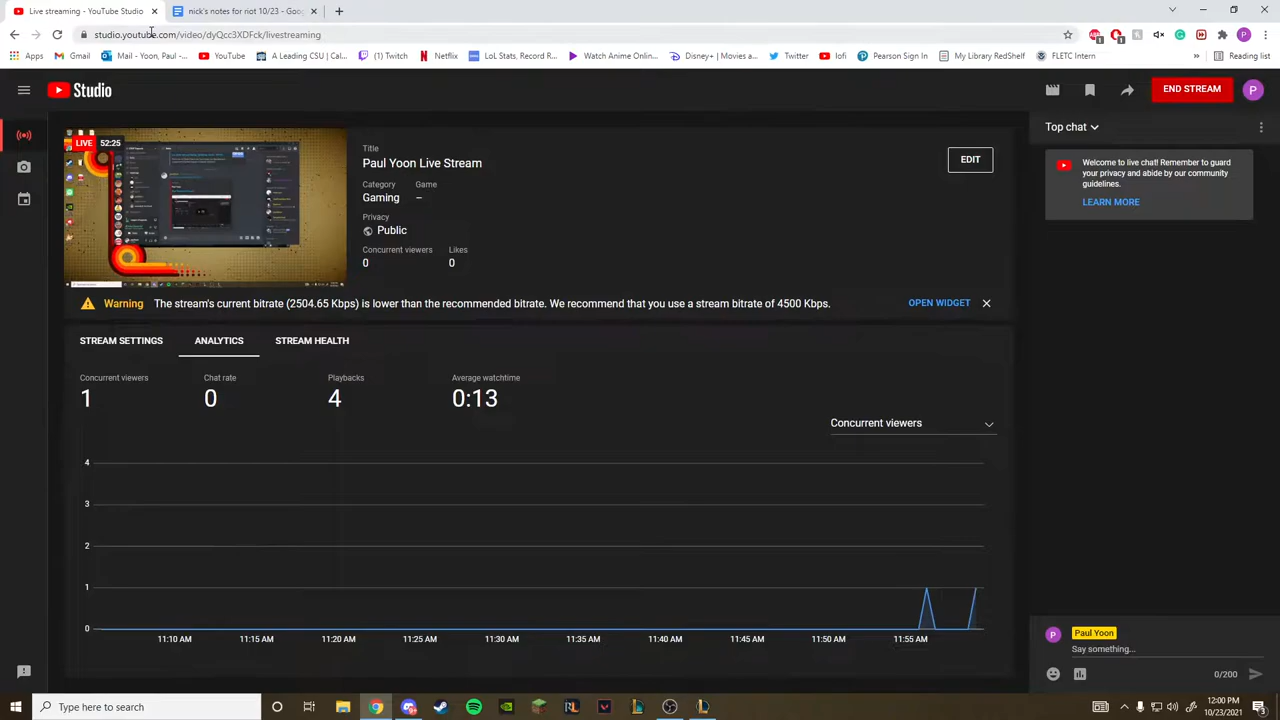 Live streaming - YouTube Studio
nick's notes for riot 10/23 - Goog
studio.youtube.com/video/dyQcc3XDFck/livestreaming
Apps
Gmail
Mail - Yoon, Paul -...
YouTube
A Leading CSU | Cal...
(1) Twitch
Netflix
LoL Stats, Record R...
Watch Anime Onlin...
Disney+ | Movies a...
Twitter
lofi
Pearson Sign In
My Library RedShelf
FLETC Intern
»
Reading list
Studio
END STREAM
P
LIVE 52:25
Title
Paul Yoon Live Stream
EDIT
Category
Game
Gaming
–
Privacy
Public
Concurrent viewers
Likes
0
0
Top chat
Welcome to live chat! Remember to guard
your privacy and abide by our community
guidelines.
LEARN MORE
Warning
The stream's current bitrate (2504.65 Kbps) is lower than the recommended bitrate. We recommend that you use a stream bitrate of 4500 Kbps.
OPEN WIDGET
STREAM SETTINGS
ANALYTICS
STREAM HEALTH
Concurrent viewers
Chat rate
Playbacks
Average watchtime
1
0
4
0:13
Concurrent viewers
4
3
2
1
0
11:10 AM
11:15 AM
11:20 AM
11:25 AM
11:30 AM
11:35 AM
11:40 AM
11:45 AM
11:50 AM
11:55 AM
P
Paul Yoon
Say something...
0/200
Type here to search
12:00 PM
10/23/2021